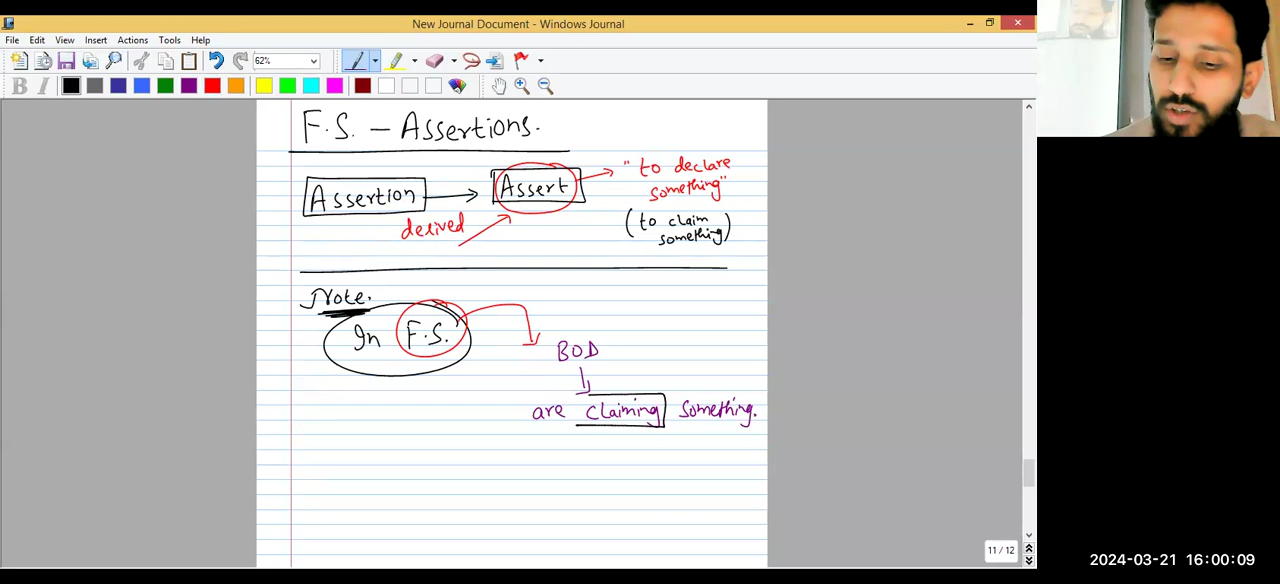 New Journal Document - Windows Journal
File Edit View Insert Actions Tools Help
62%
B I
F.S. – Assertions.
Assertion → Assert → "to declare
something"
derived
(to claim
something)
Note.
In F.S.
BOD
are claiming something.
11 / 12
2024-03-21 16:00:09